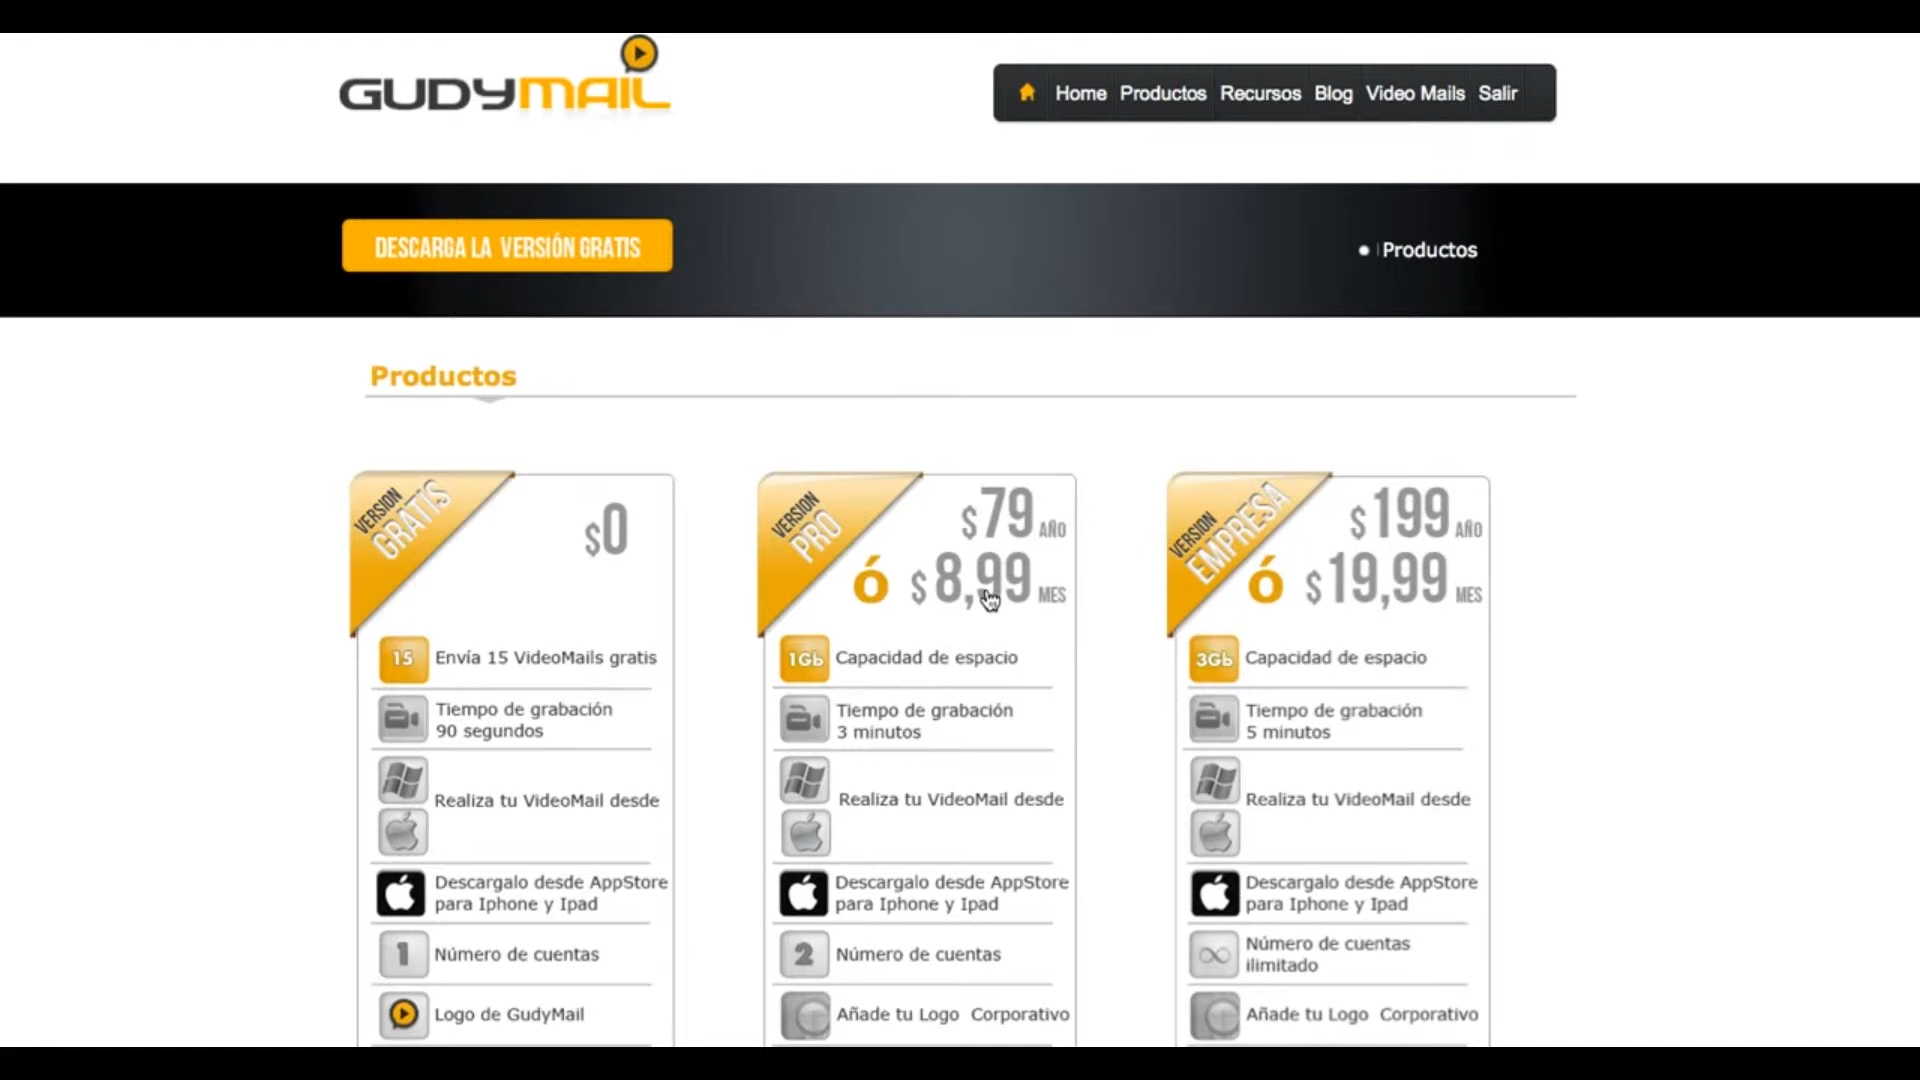 GUDYMAIL
Home Productos Recursos Blog Video Mails Salir
DESCARGA LA VERSIÓN GRATIS
Productos
Productos
VERSION
GRATIS
$0
Envía 15 VideoMails gratis
15
Tiempo de grabación
90 segundos
Realiza tu VideoMail desde
Descargalo desde AppStore
para Iphone y Ipad
1
Número de cuentas
Logo de GudyMail
VERSION
PRO
$79 AÑO
ó $8,99 MES
1Gb
Capacidad de espacio
Tiempo de grabación
3 minutos
Realiza tu VideoMail desde
Descargalo desde AppStore
para Iphone y Ipad
2
Número de cuentas
Añade tu Logo Corporativo
VERSION
EMPRESA
$199 AÑO
ó $19,99 MES
3Gb
Capacidad de espacio
Tiempo de grabación
5 minutos
Realiza tu VideoMail desde
Descargalo desde AppStore
para Iphone y Ipad
∞
Número de cuentas
ilimitado
Añade tu Logo Corporativo